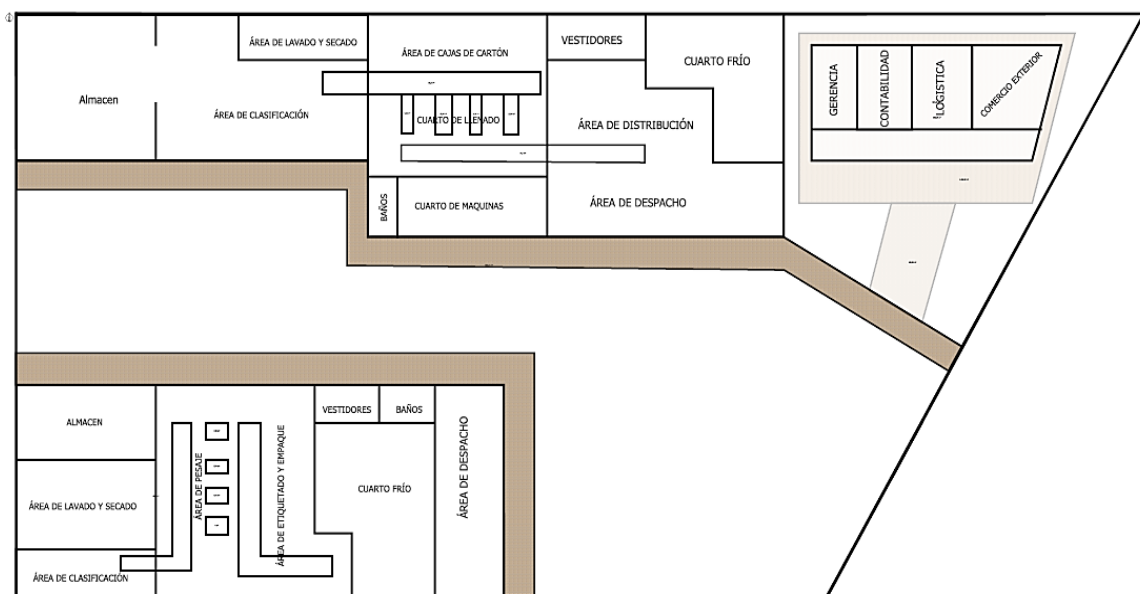 Almacen
ÁREA DE LAVADO Y SECADO
ÁREA DE CLASIFICACIÓN
ÁREA DE CAJAS DE CARTÓN
CUARTO DE LLENADO
BAÑOS
CUARTO DE MAQUINAS
VESTIDORES
CUARTO FRÍO
ÁREA DE DISTRIBUCIÓN
ÁREA DE DESPACHO
GERENCIA
CONTABILIDAD
LOGISTICA
COMERCIO EXTERIOR
ALMACEN
ÁREA DE LAVADO Y SECADO
ÁREA DE CLASIFICACIÓN
ÁREA DE PESAJE
ÁREA DE ETIQUETADO Y EMPAQUE
VESTIDORES
BAÑOS
CUARTO FRÍO
ÁREA DE DESPACHO